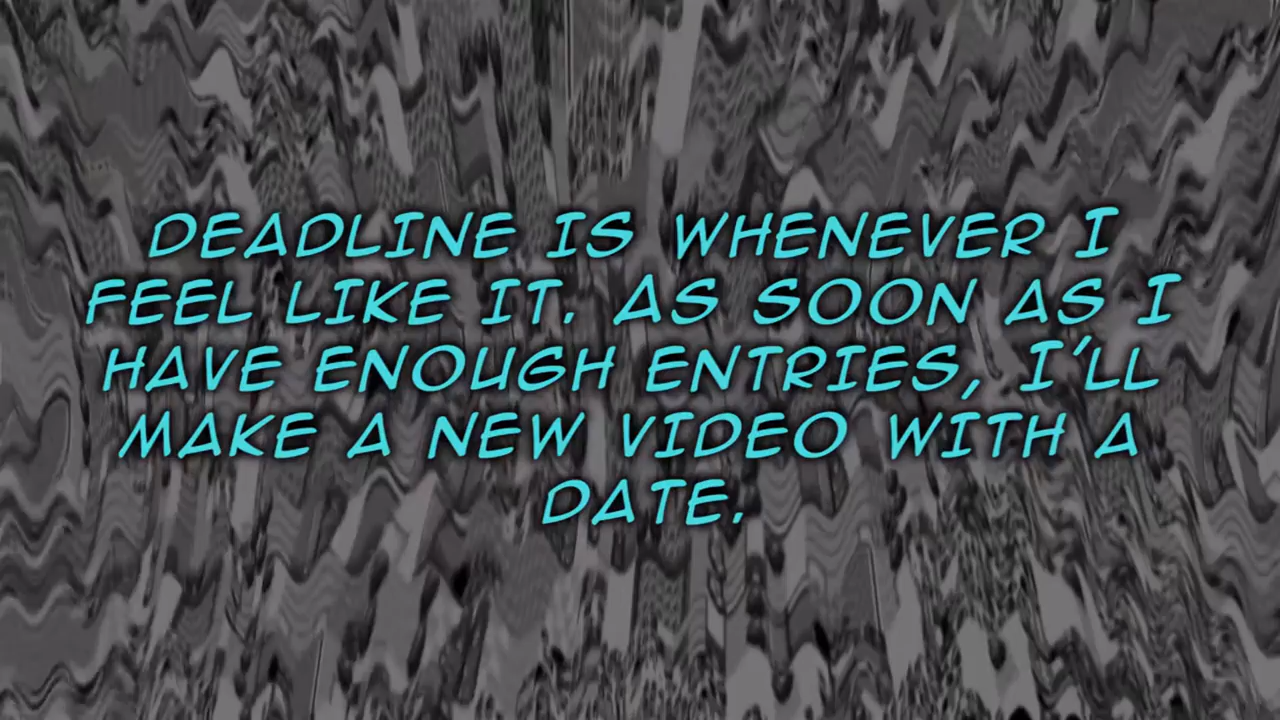 DEADLINE IS WHENEVER I
FEEL LIKE IT. AS SOON AS I
HAVE ENOUGH ENTRIES, I'LL
MAKE A NEW VIDEO WITH A
DATE.